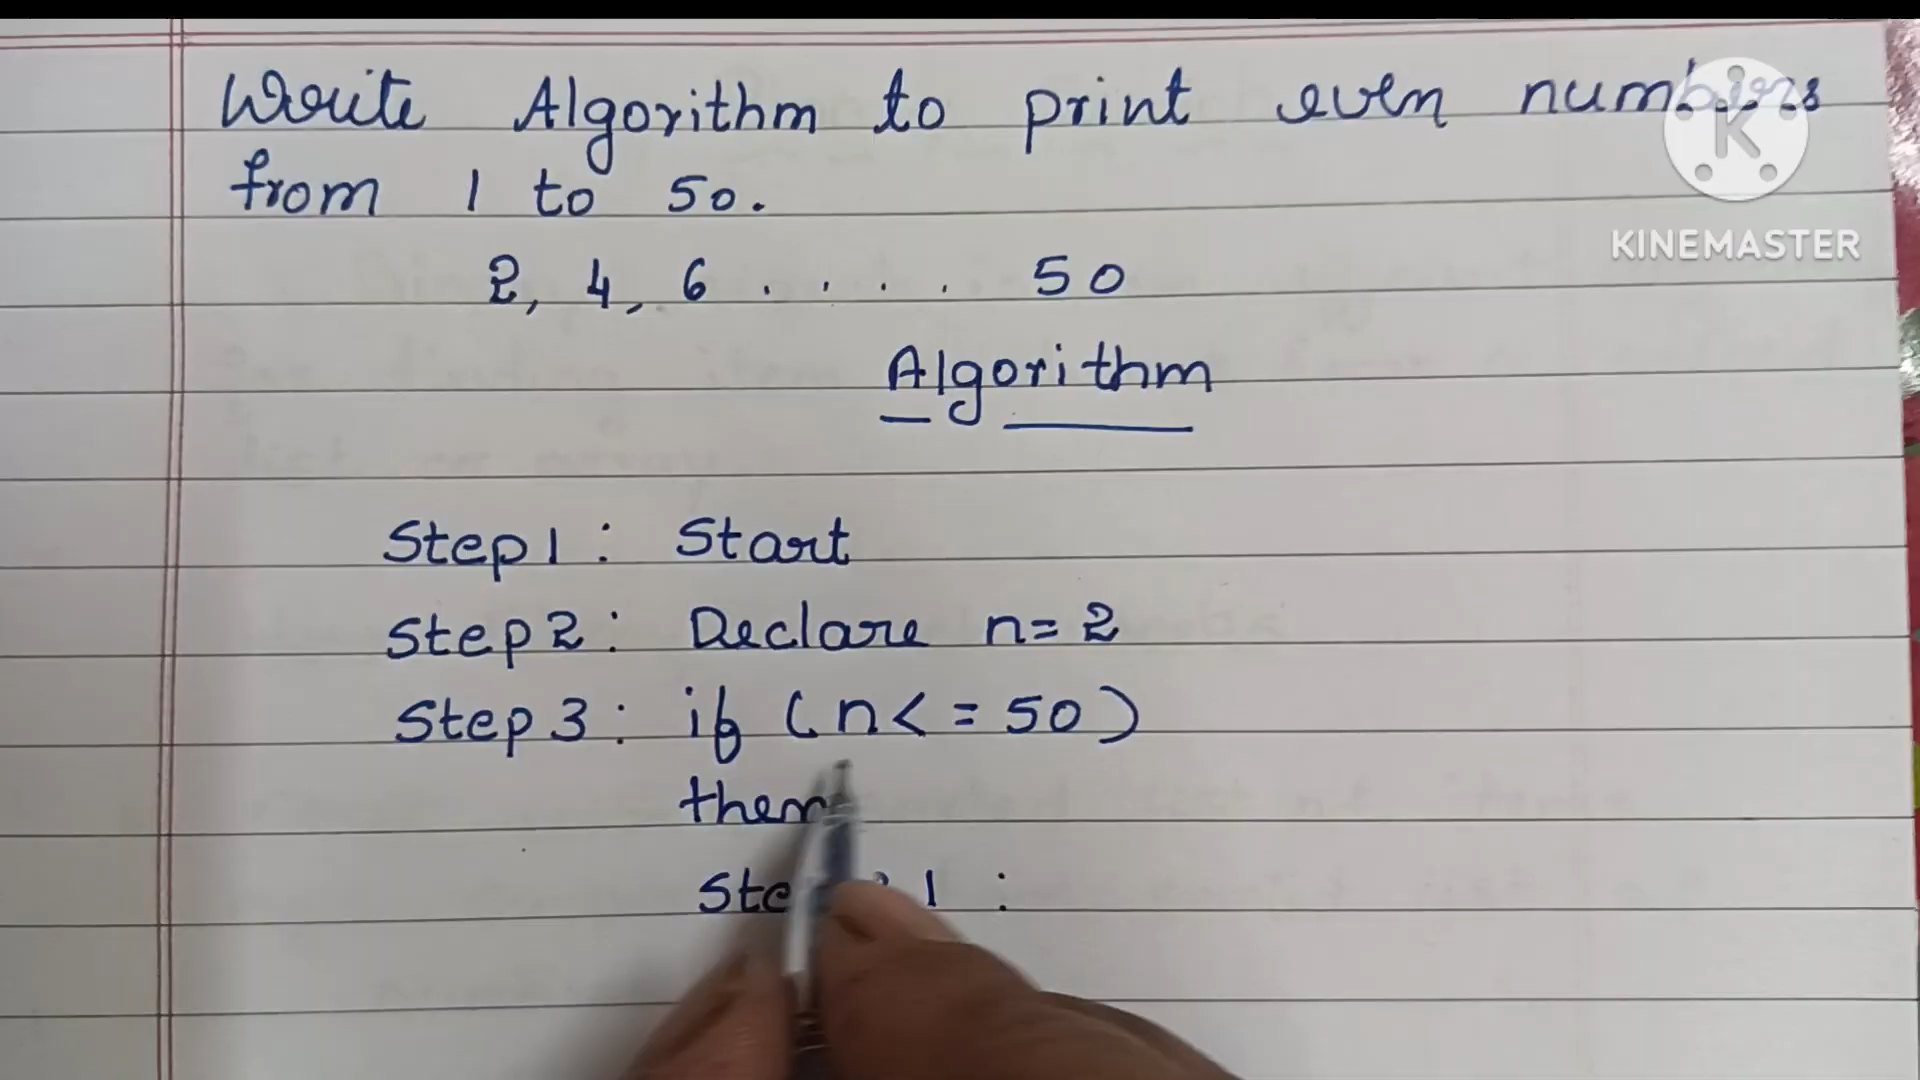 Write Algorithm to print even numbers
from 1 to 50.
2, 4, 6 . . . . 50
Algorithm
Step 1 : Start
Step 2 : Declare n = 2
Step 3 : if (n < = 50)
then
1 :
K
KINEMASTER